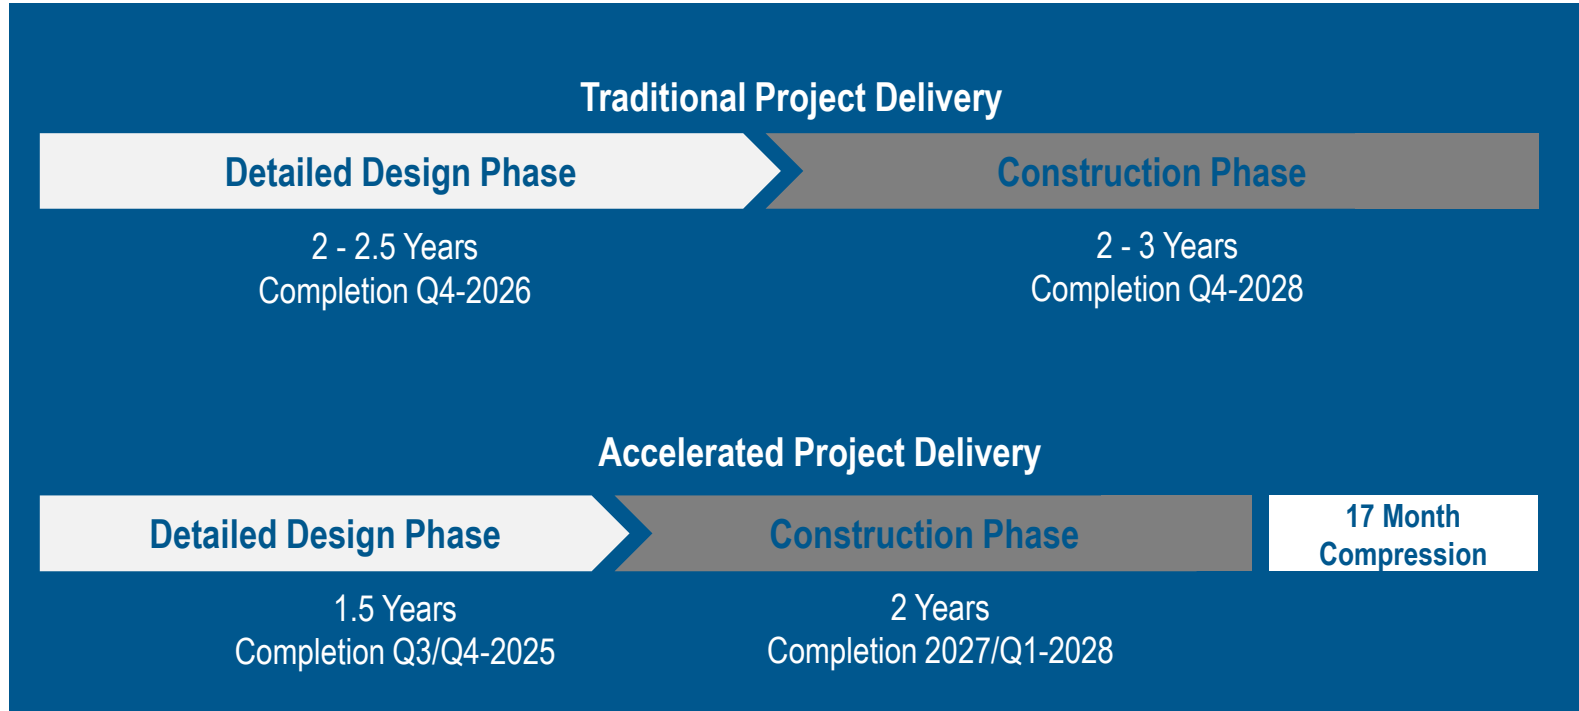 Traditional Project Delivery
Detailed Design Phase
Construction Phase
2 - 2.5 Years
Completion Q4-2026
2 - 3 Years
Completion Q4-2028
Accelerated Project Delivery
Detailed Design Phase
Construction Phase
17 Month
Compression
1.5 Years
Completion Q3/Q4-2025
2 Years
Completion 2027/Q1-2028